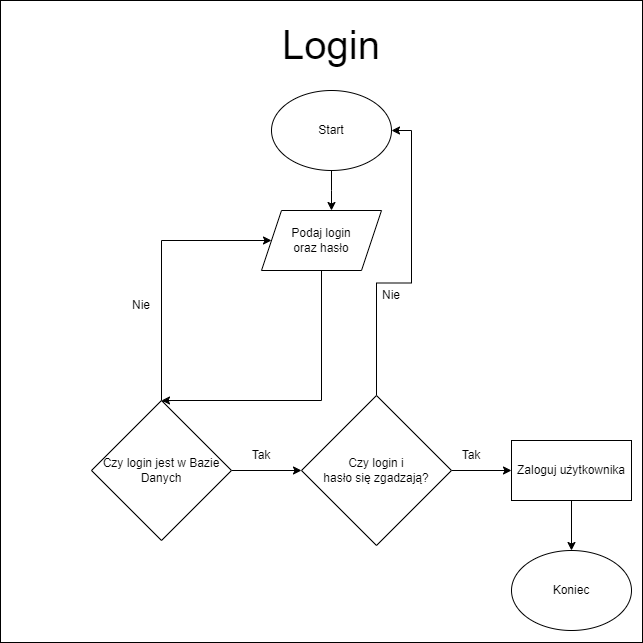 Login
Start
Podaj login
oraz hasło
Nie
Nie
Czy login jest w Bazie
Danych
Tak
Czy login i
hasło się zgadzają?
Tak
Zaloguj użytkownika
Koniec